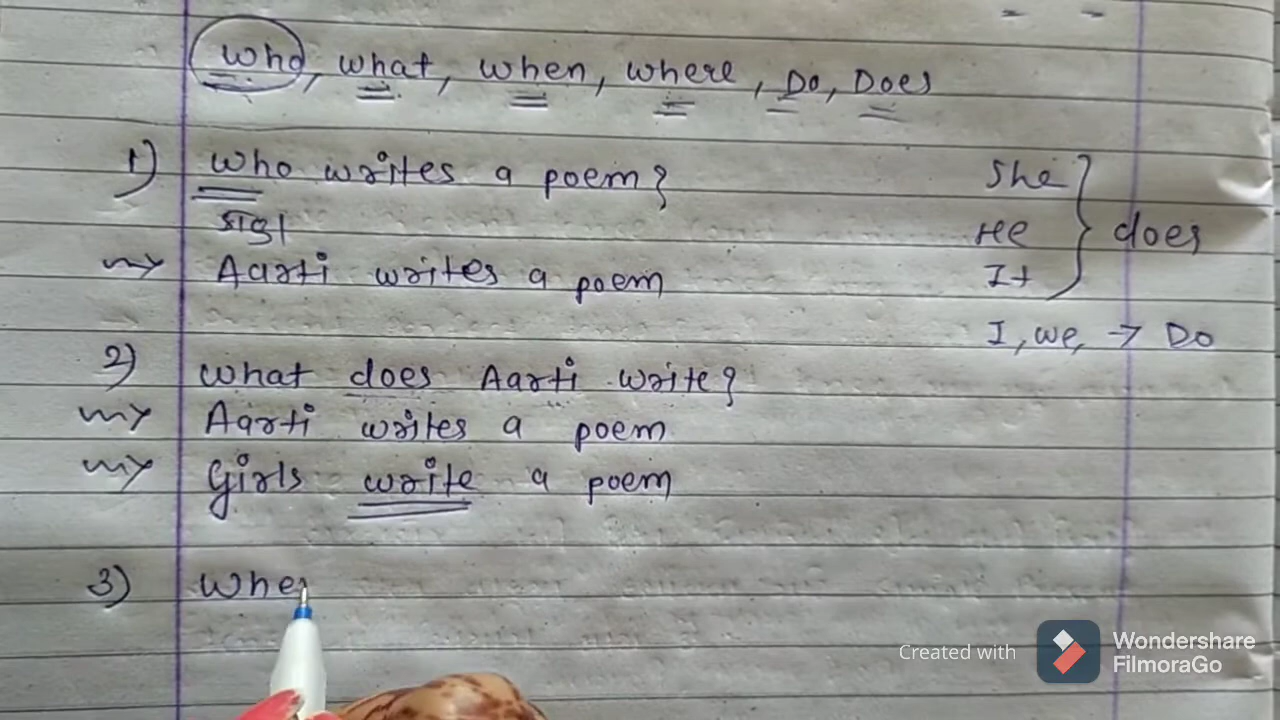 Who, what, when, where, Do, Does
1) Who writes a poem?
She
He
It
does
Aarti writes a poem
I, we, → Do
2) What does Aarti write?
Aarti writes a poem
Girls write a poem
3) Whe
Created with Wondershare FilmoraGo